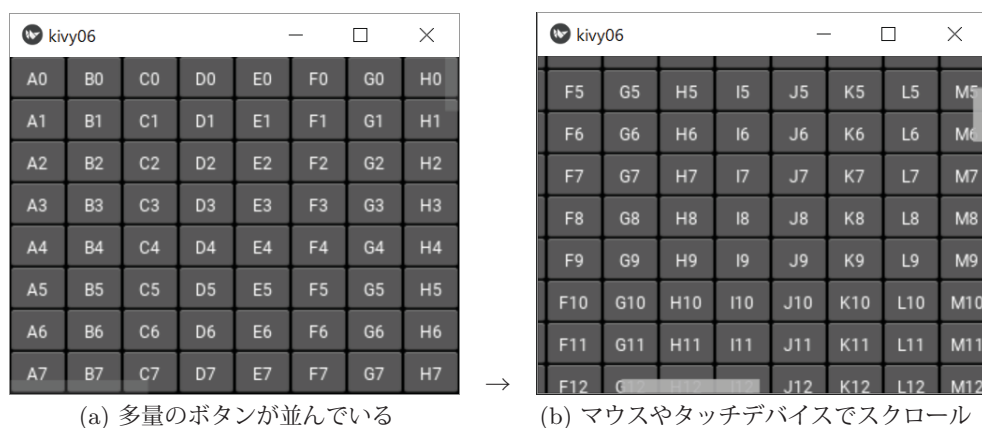 kivy06
A0 B0 C0 D0 E0 F0 G0 H0
A1 B1 C1 D1 E1 F1 G1 H1
A2 B2 C2 D2 E2 F2 G2 H2
A3 B3 C3 D3 E3 F3 G3 H3
A4 B4 C4 D4 E4 F4 G4 H4
A5 B5 C5 D5 E5 F5 G5 H5
A6 B6 C6 D6 E6 F6 G6 H6
A7 B7 C7 D7 E7 F7 G7 H7
(a) 多量のボタンが並んでいる
→
kivy06
F5 G5 H5 I5 J5 K5 L5 M5
F6 G6 H6 I6 J6 K6 L6 M6
F7 G7 H7 I7 J7 K7 L7 M7
F8 G8 H8 I8 J8 K8 L8 M8
F9 G9 H9 I9 J9 K9 L9 M9
F10 G10 H10 I10 J10 K10 L10 M10
F11 G11 H11 I11 J11 K11 L11 M11
F12 G12 H12 I12 J12 K12 L12 M12
(b) マウスやタッチデバイスでスクロール